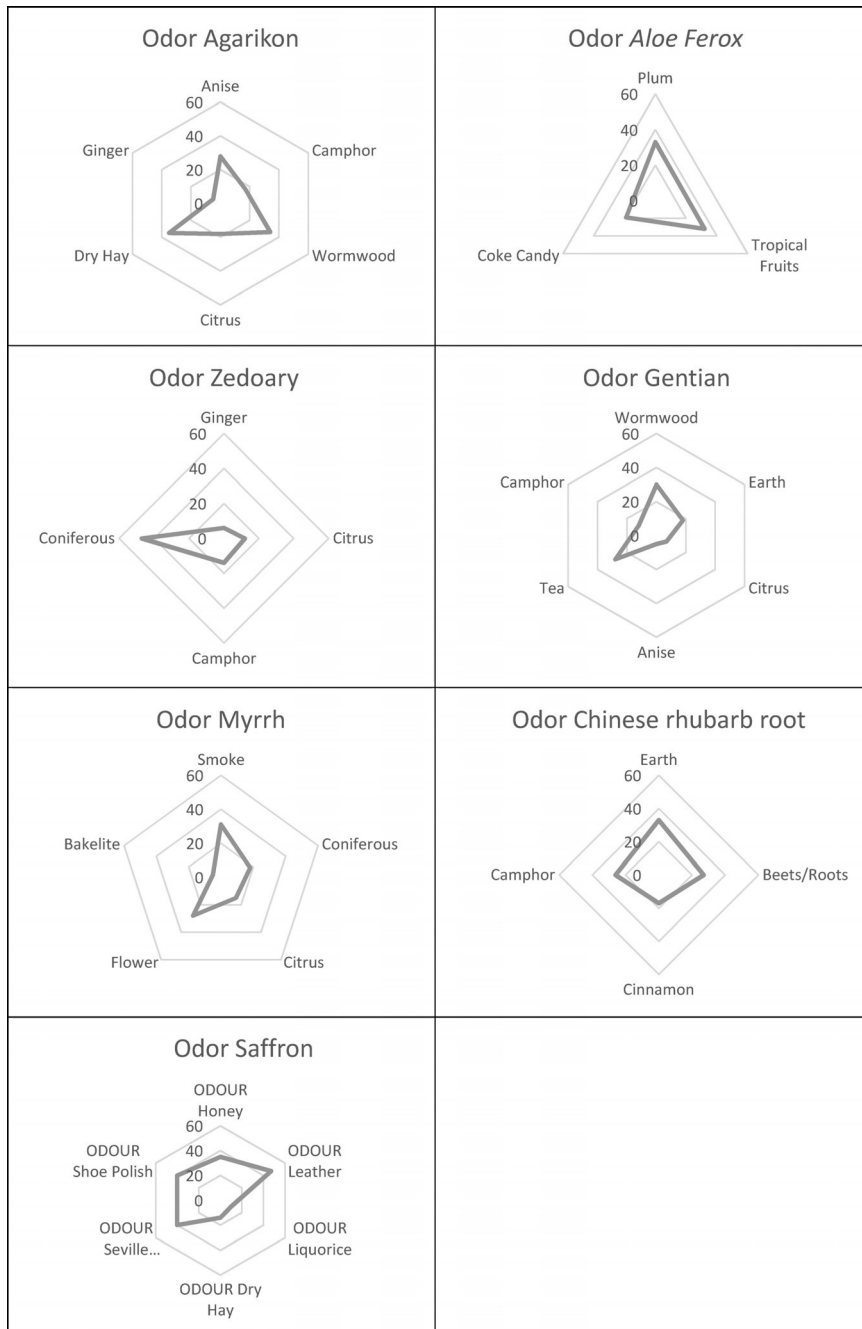 Odor Agarikon
Anise
60
Ginger
Camphor
40
20
0
Dry Hay
Wormwood
Citrus
Odor Aloe Ferox
Plum
60
40
20
0
Coke Candy
Tropical
Fruits
Odor Zedoary
Ginger
60
40
20
Coniferous
0
Citrus
Camphor
Odor Gentian
Wormwood
60
Camphor
Earth
40
20
0
Tea
Citrus
Anise
Odor Myrrh
Smoke
60
40
Bakelite
Coniferous
20
0
Flower
Citrus
Odor Chinese rhubarb root
Earth
60
40
20
Camphor
0
Beets/Roots
Cinnamon
Odor Saffron
ODOUR
Honey
60
ODOUR
Shoe Polish
ODOUR
Leather
40
20
0
ODOUR
Seville...
ODOUR
Liquorice
ODOUR Dry
Hay